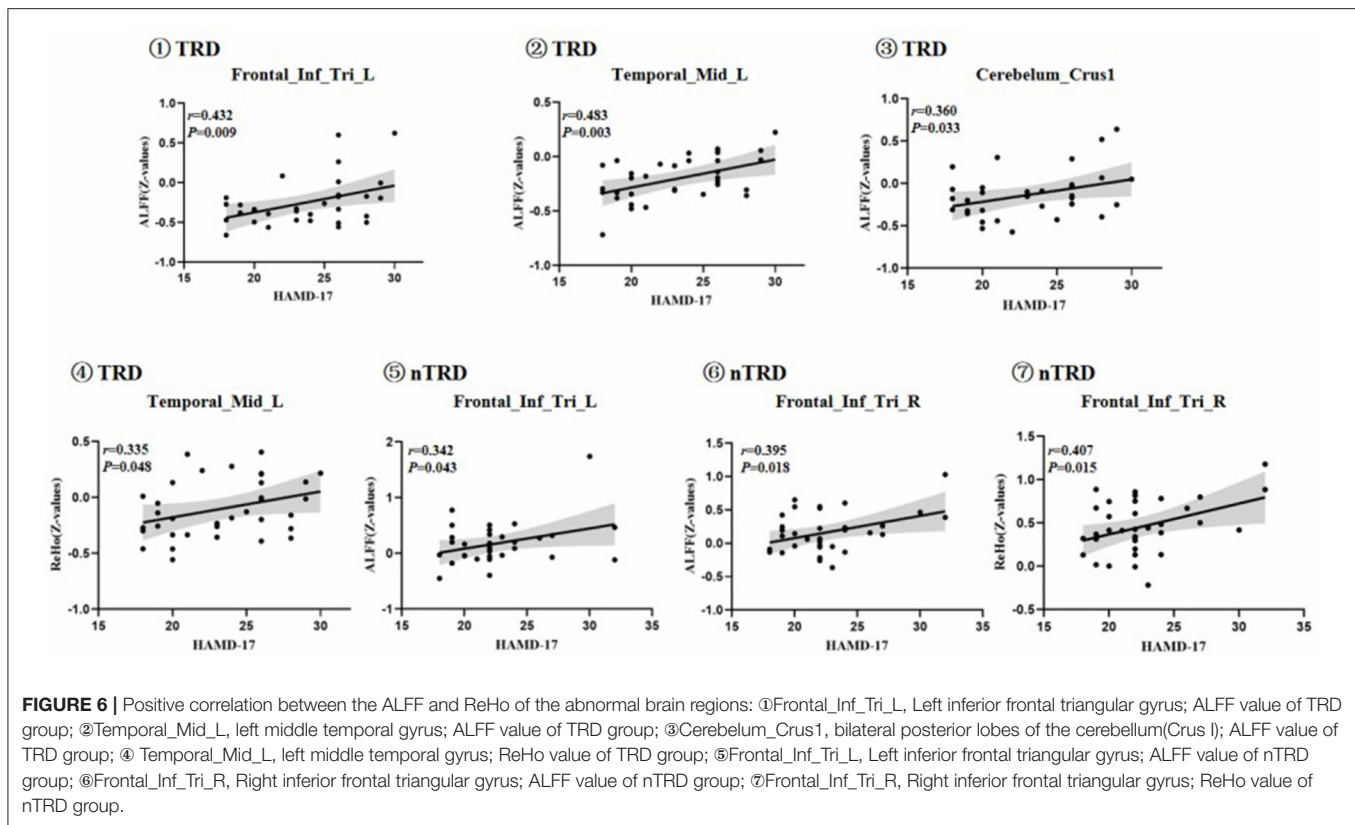 ① TRD
Frontal_Inf_Tri_L
r=0.432
P=0.009
ALFF(Z-values)
1.0
0.5
0.0
-0.5
-1.0
15 20 25 30
HAMD-17
② TRD
Temporal_Mid_L
r=0.483
P=0.003
ALFF(Z-values)
0.5
0.0
-0.5
-1.0
15 20 25 30
HAMD-17
③ TRD
Cerebelum_Crus1
r=0.360
P=0.033
ALFF(Z-values)
1.0
0.5
0.0
-0.5
-1.0
15 20 25 30
HAMD-17
④ TRD
Temporal_Mid_L
r=0.335
P=0.048
ReHo(Z-values)
0.5
0.0
-0.5
-1.0
15 20 25 30
HAMD-17
⑤ nTRD
Frontal_Inf_Tri_L
r=0.342
P=0.043
ALFF(Z-values)
2
1
0
-1
15 20 25 30 35
HAMD-17
⑥ nTRD
Frontal_Inf_Tri_R
r=0.395
P=0.018
ALFF(Z-values)
1.5
1.0
0.5
0.0
-0.5
-1.0
15 20 25 30 35
HAMD-17
⑦ nTRD
Frontal_Inf_Tri_R
r=0.407
P=0.015
ReHo(Z-values)
1.5
1.0
0.5
0.0
-0.5
15 20 25 30 35
HAMD-17
FIGURE 6 | Positive correlation between the ALFF and ReHo of the abnormal brain regions: ①Frontal_Inf_Tri_L, Left inferior frontal triangular gyrus; ALFF value of TRD
group; ②Temporal_Mid_L, left middle temporal gyrus; ALFF value of TRD group; ③Cerebelum_Crus1, bilateral posterior lobes of the cerebellum(Crus I); ALFF value of
TRD group; ④ Temporal_Mid_L, left middle temporal gyrus; ReHo value of TRD group; ⑤Frontal_Inf_Tri_L, Left inferior frontal triangular gyrus; ALFF value of nTRD
group; ⑥Frontal_Inf_Tri_R, Right inferior frontal triangular gyrus; ALFF value of nTRD group; ⑦Frontal_Inf_Tri_R, Right inferior frontal triangular gyrus; ReHo value of
nTRD group.